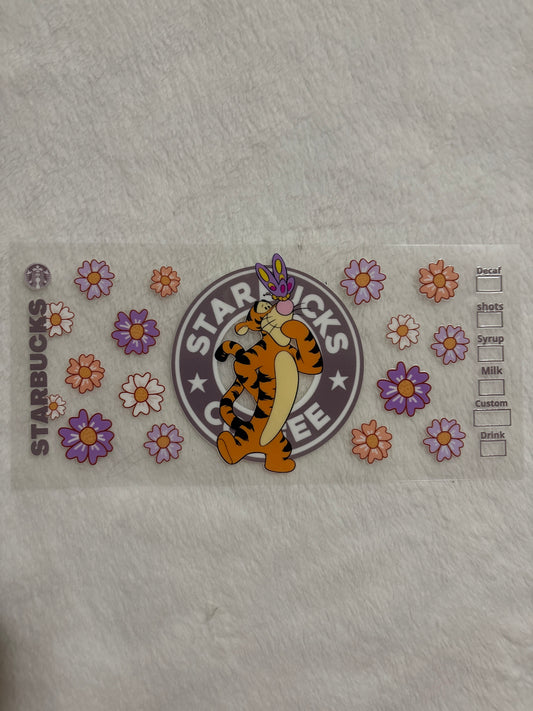 STARBUCKS
STARBUCKS
COFFEE
Decaf
shots
Syrup
Milk
Custom
Drink